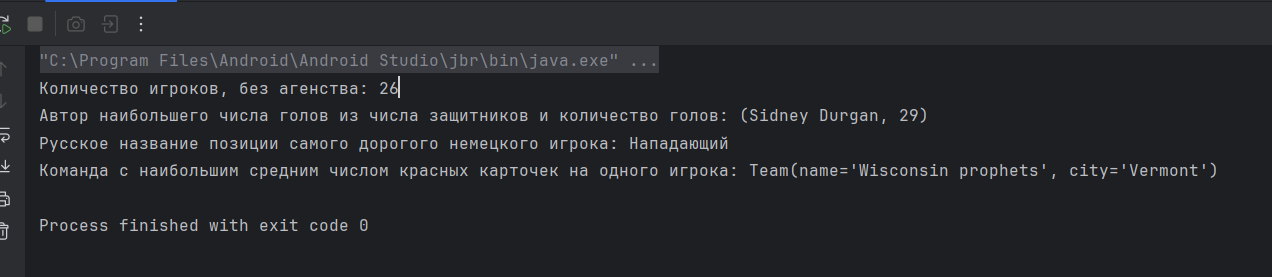 "C:\Program Files\Android\Android Studio\jbr\bin\java.exe" ...
Количество игроков, без агенства: 26
Автор наибольшего числа голов из числа защитников и количество голов: (Sidney Durgan, 29)
Русское название позиции самого дорогого немецкого игрока: Нападающий
Команда с наибольшим средним числом красных карточек на одного игрока: Team(name='Wisconsin prophets', city='Vermont')
Process finished with exit code 0